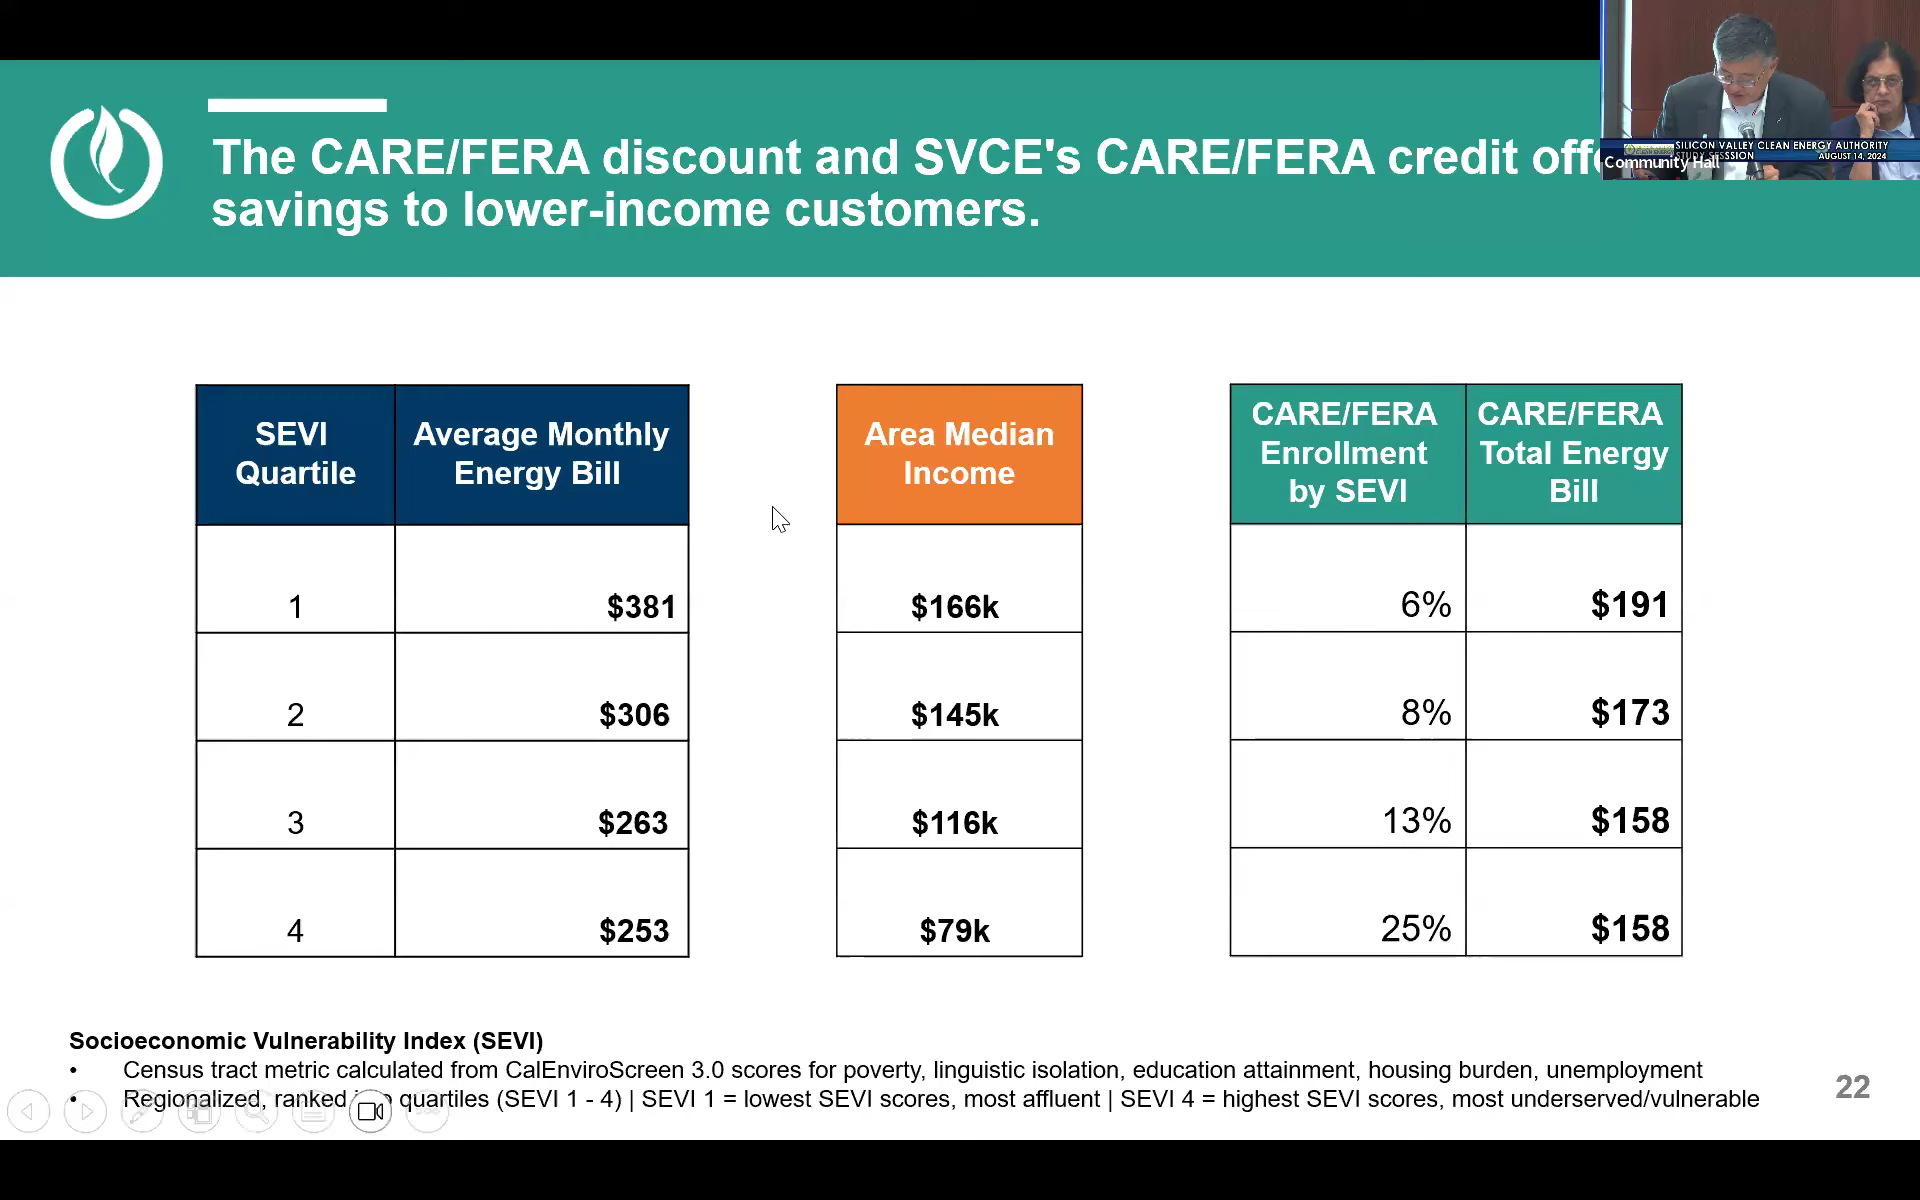 The CARE/FERA discount and SVCE's CARE/FERA credit
savings to lower-income customers.
SILICON VALLEY CLEAN ENERGY AUTHORITY
STUDY SESSSION AUGUST 14, 2024
Community Hall
SEVI Quartile
Average Monthly Energy Bill
1 $381
2 $306
3 $263
4 $253
Area Median Income
$166k
$145k
$116k
$79k
CARE/FERA Enrollment by SEVI
CARE/FERA Total Energy Bill
6% $191
8% $173
13% $158
25% $158
Socioeconomic Vulnerability Index (SEVI)
• Census tract metric calculated from CalEnviroScreen 3.0 scores for poverty, linguistic isolation, education attainment, housing burden, unemployment
• Regionalized, ranked quartiles (SEVI 1 - 4) | SEVI 1 = lowest SEVI scores, most affluent | SEVI 4 = highest SEVI scores, most underserved/vulnerable
22